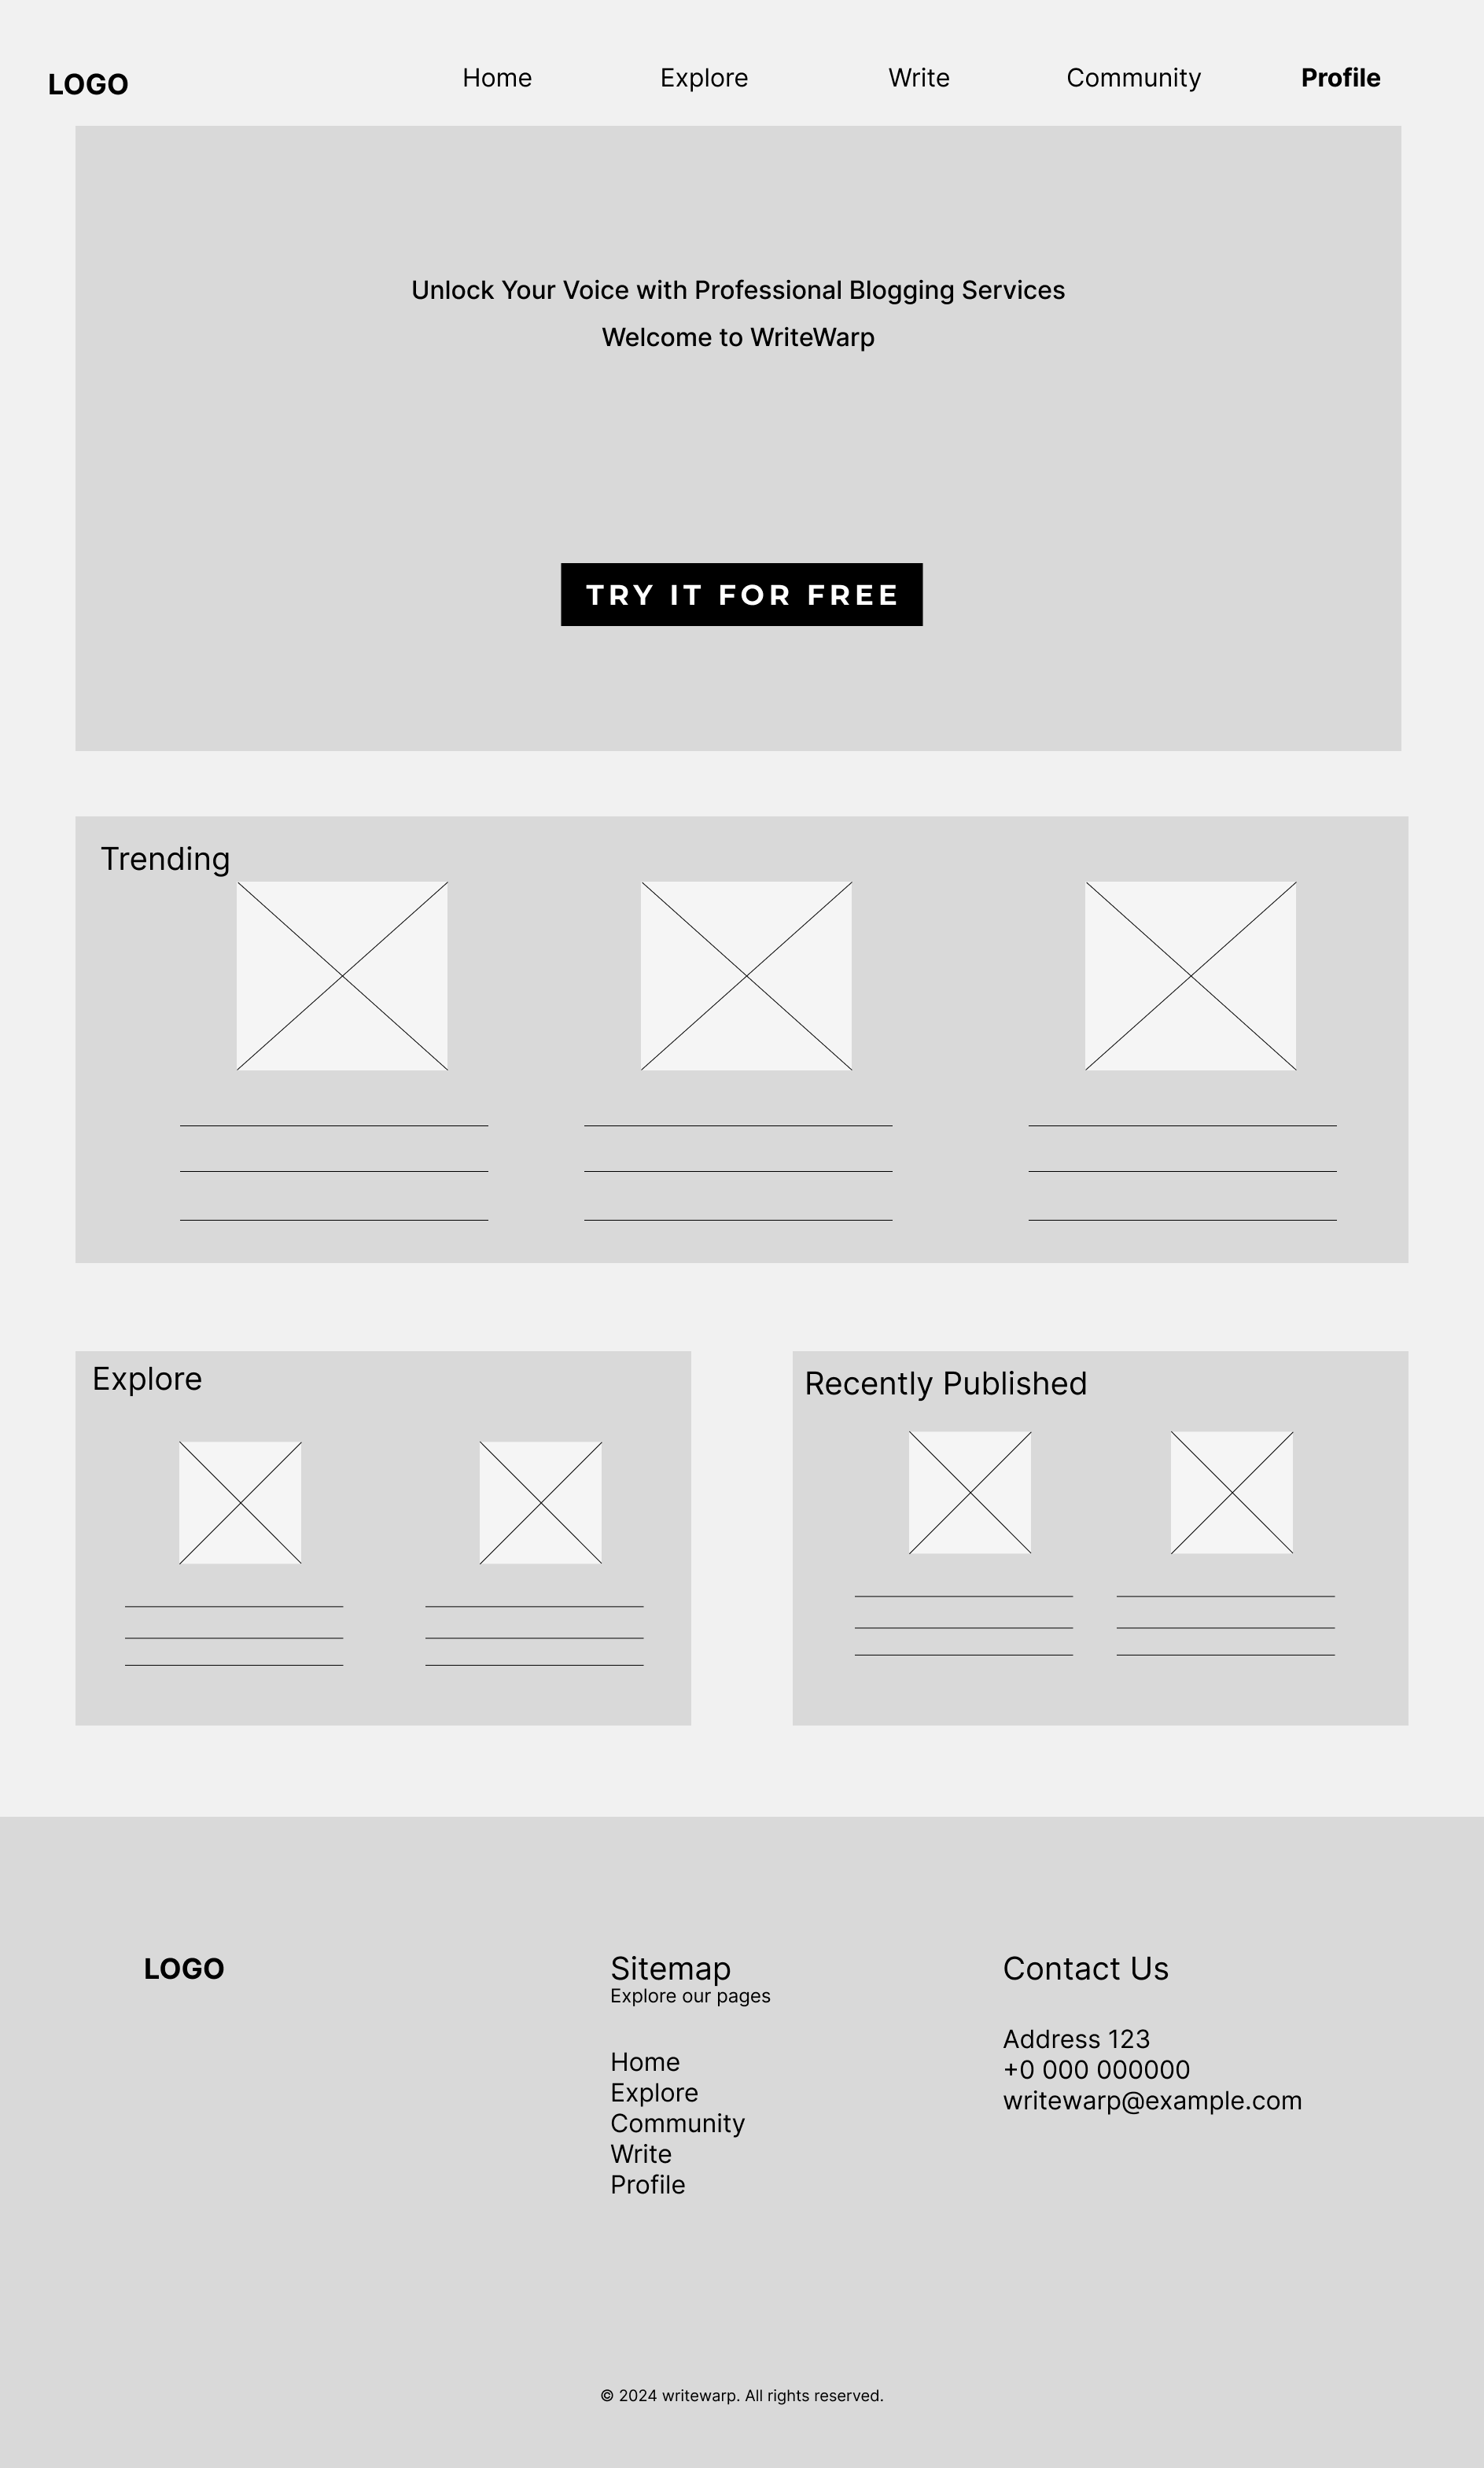 LOGO
Home
Explore
Write
Community
Profile
Unlock Your Voice with Professional Blogging Services
Welcome to WriteWarp
TRY IT FOR FREE
Trending
Explore
Recently Published
LOGO
Sitemap
Explore our pages
Home
Explore
Community
Write
Profile
Contact Us
Address 123
+0 000 000000
writewarp@example.com
© 2024 writewarp. All rights reserved.